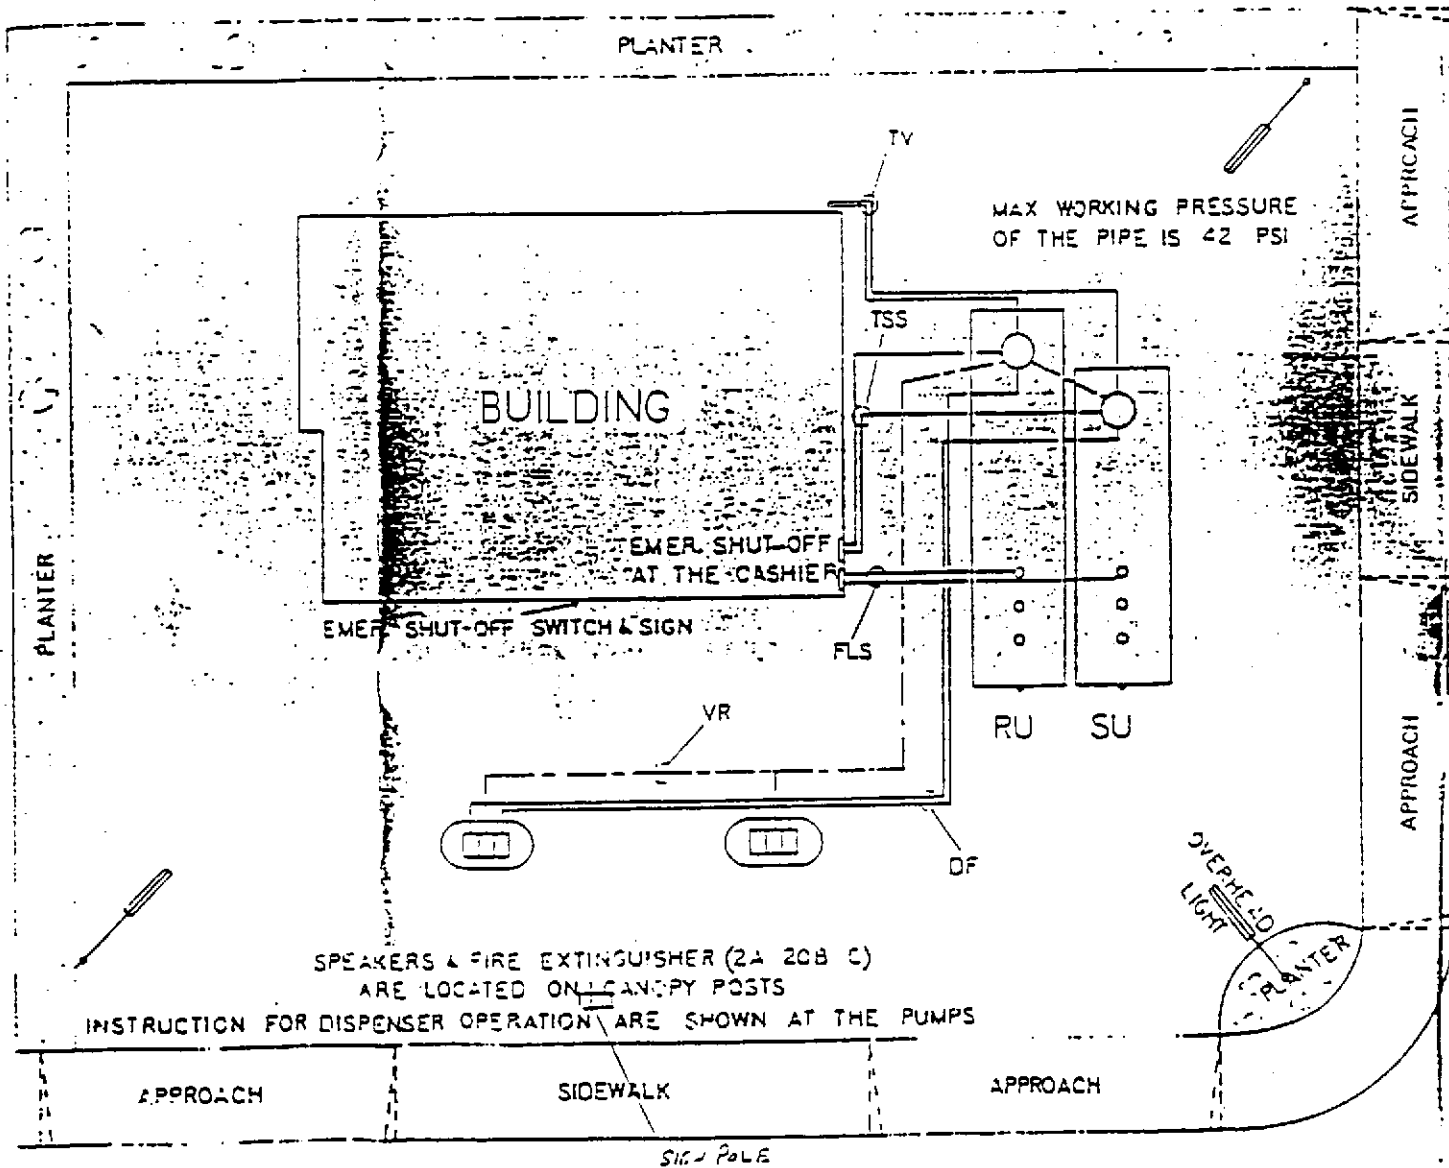 PLANTER
APPROACH
TV
MAX WORKING PRESSURE
OF THE PIPE IS 42 PSI
TSS
BUILDING
SIDEWALK
EMER. SHUT-OFF
AT THE CASHIER
PLANTER
EMER. SHUT-OFF SWITCH & SIGN
FLS
VR
RU
SU
APPROACH
DF
OVERHEAD
LIGHT
PLANTER
SPEAKERS & FIRE EXTINGUISHER (2A 20B C)
ARE LOCATED ON CANOPY POSTS
INSTRUCTION FOR DISPENSER OPERATION ARE SHOWN AT THE PUMPS
APPROACH
SIDEWALK
APPROACH
SIGN POLE